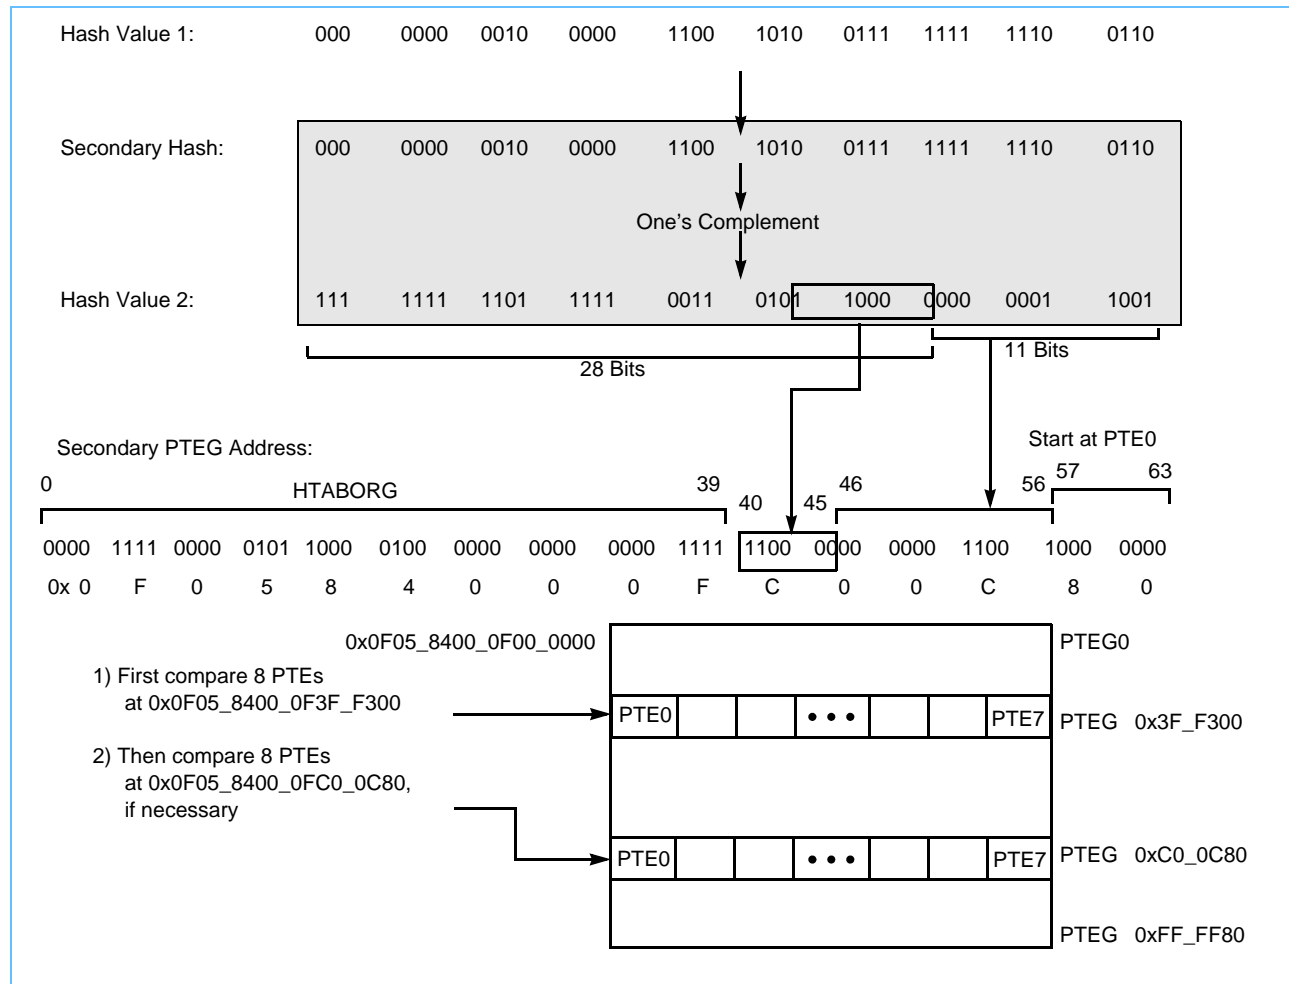 Hash Value 1: 000 0000 0010 0000 1100 1010 0111 1111 1110 0110
Secondary Hash: 000 0000 0010 0000 1100 1010 0111 1111 1110 0110
One's Complement
Hash Value 2: 111 1111 1101 1111 0011 0101 1000 0000 0001 1001
28 Bits
11 Bits
Secondary PTEG Address:
Start at PTE0
0 HTABORG 39 40 45 46 56 57 63
0000 1111 0000 0101 1000 0100 0000 0000 0000 1111 1100 0000 0000 1100 1000 0000
0x 0 F 0 5 8 4 0 0 0 F C 0 0 C 8 0
0x0F05_8400_0F00_0000 PTEG0
1) First compare 8 PTEs
at 0x0F05_8400_0F3F_F300
PTE0 • • • PTE7 PTEG 0x3F_F300
2) Then compare 8 PTEs
at 0x0F05_8400_0FC0_0C80,
if necessary
PTE0 • • • PTE7 PTEG 0xC0_0C80
PTEG 0xFF_FF80